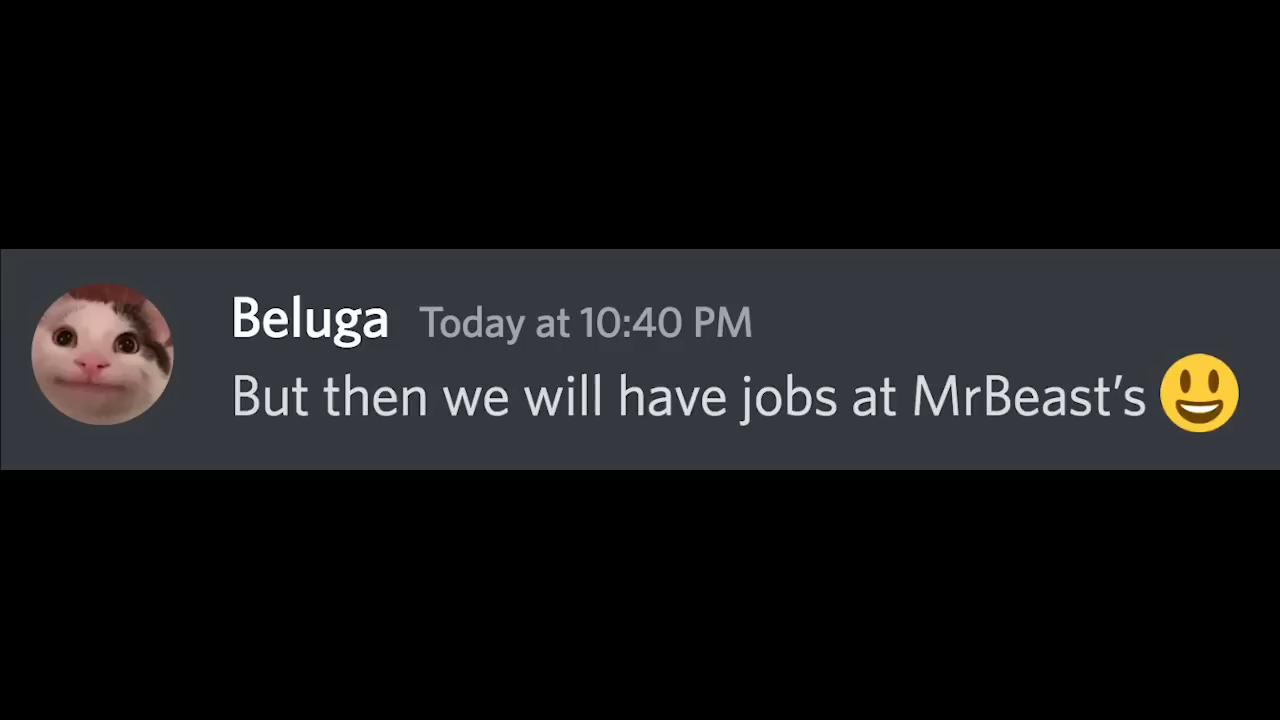 Beluga Today at 10:40 PM
But then we will have jobs at MrBeast’s 😃